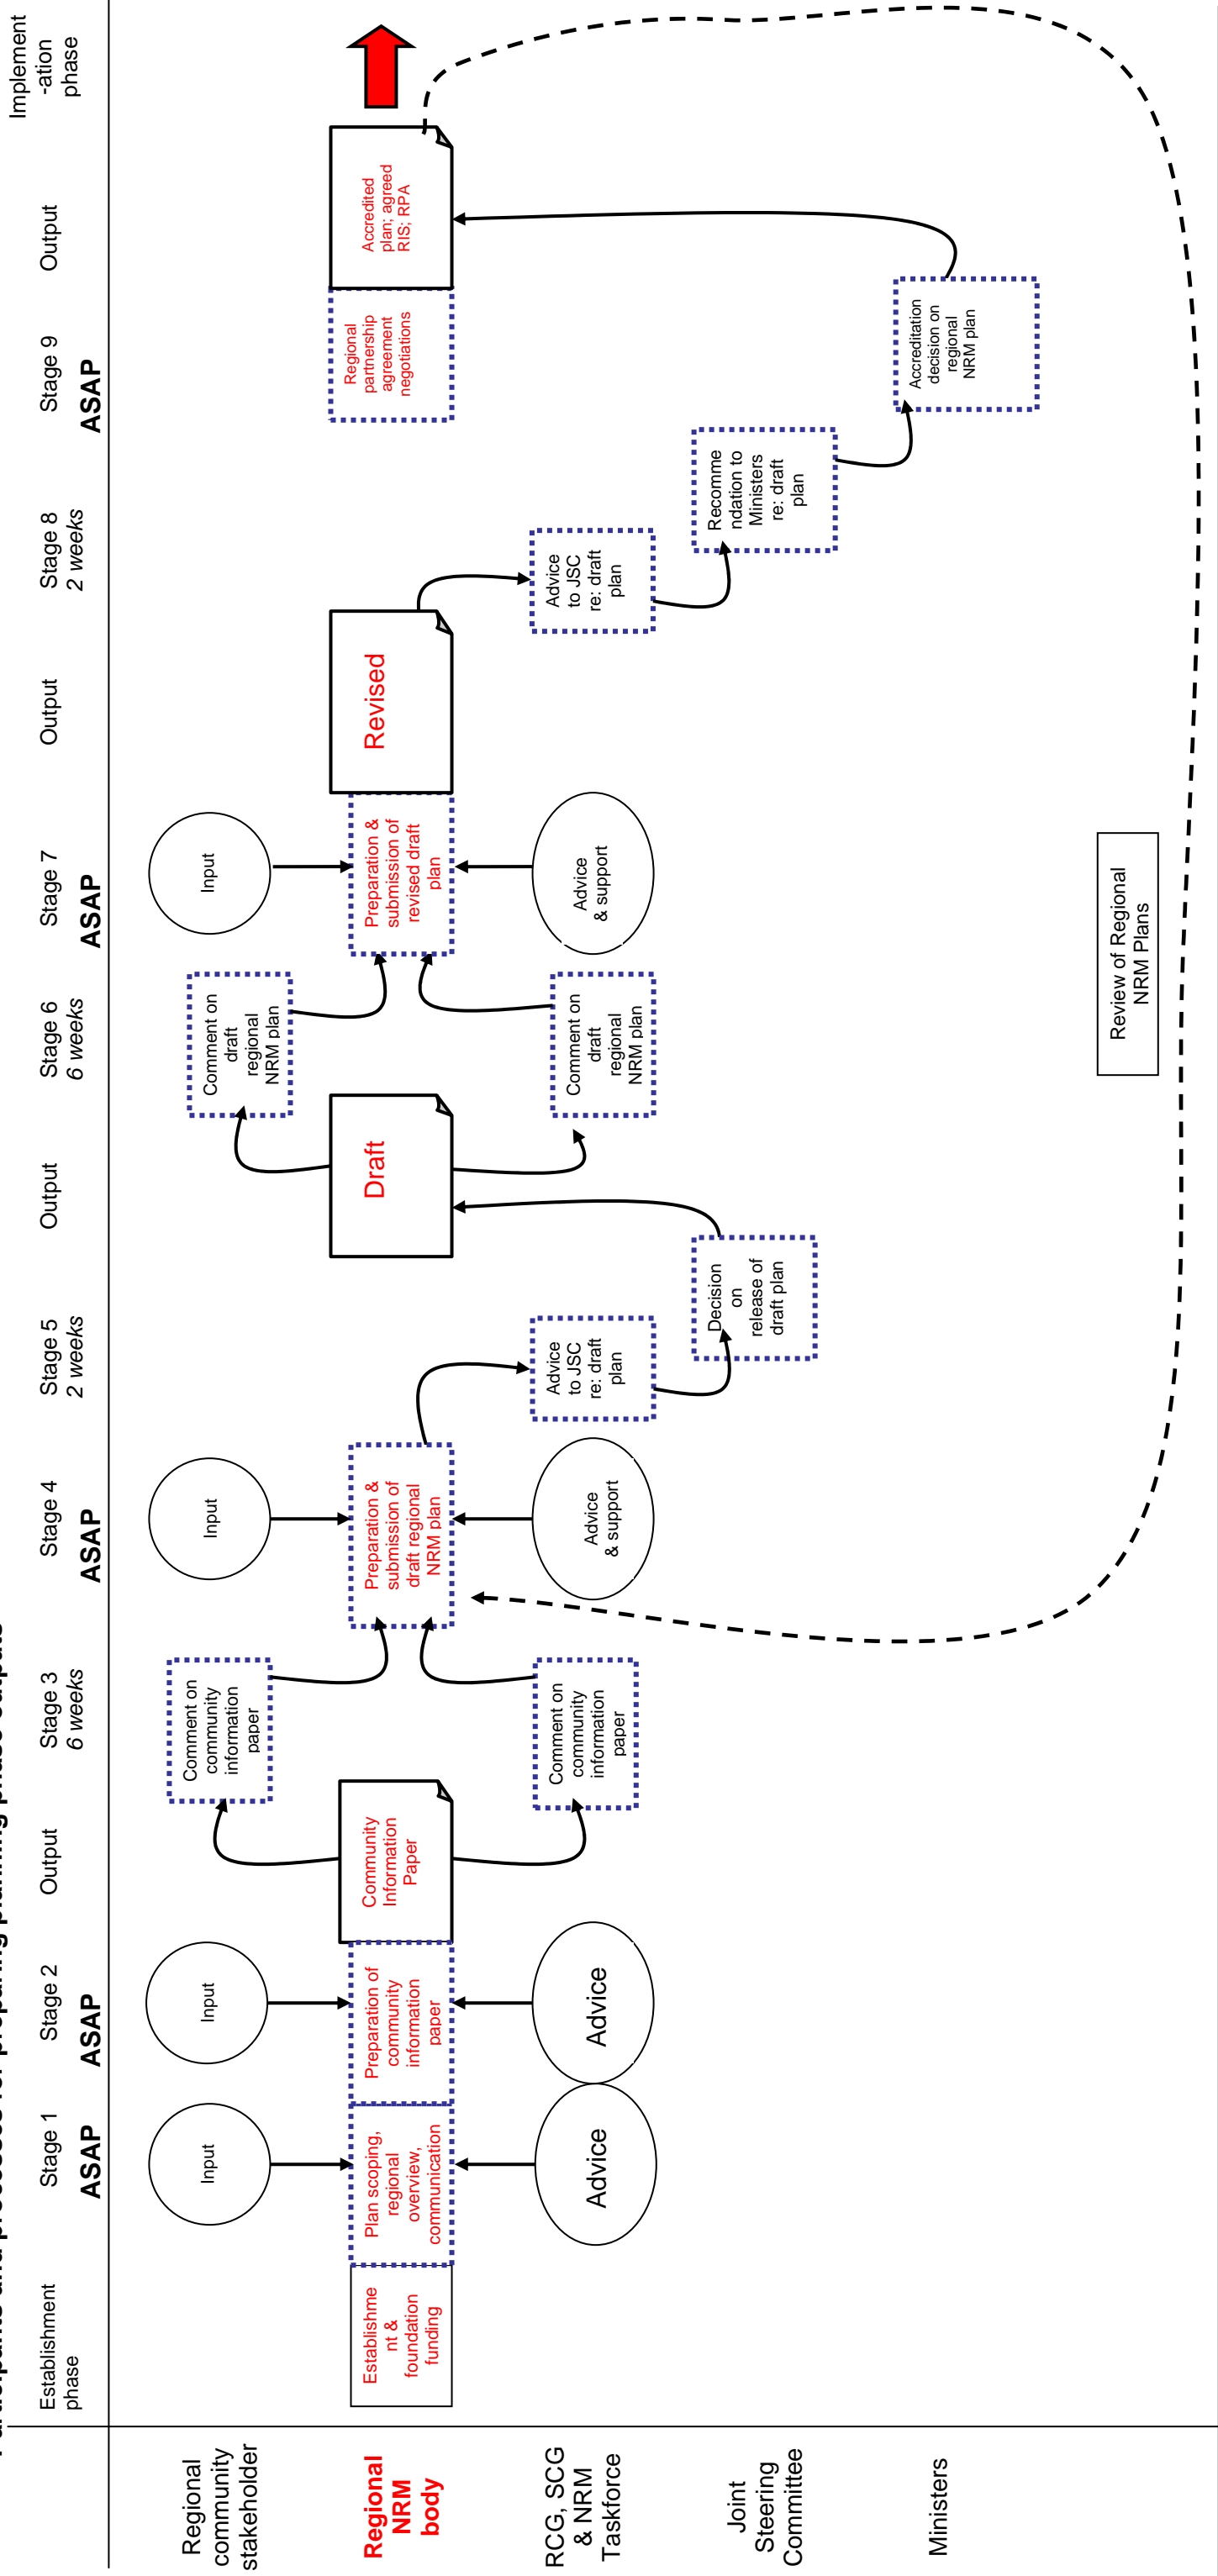 Participants and processes for preparing planning phase outputs
Establishment
phase
Stage 1
ASAP
Stage 2
ASAP
Output
Stage 3
6 weeks
Stage 4
ASAP
Stage 5
2 weeks
Output
Stage 6
6 weeks
Stage 7
ASAP
Output
Stage 8
2 weeks
Stage 9
ASAP
Output
Implement
-ation
phase
Regional
community
stakeholder
Input
Input
Comment on
community
information
paper
Input
Comment on
draft
regional
NRM plan
Input
Regional
NRM
body
Establishme
nt &
foundation
funding
Plan scoping,
regional
overview,
communication
Preparation of
community
information
paper
Community
Information
Paper
Preparation &
submission of
draft regional
NRM plan
Draft
Preparation &
submission of
revised draft
plan
Revised
Regional
partnership
agreement
negotiations
Accredited
plan; agreed
RIS; RPA
RCG, SCG
& NRM
Taskforce
Advice
Advice
Comment on
community
information
paper
Advice
& support
Advice
to JSC
re: draft
plan
Comment on
draft
regional
NRM plan
Advice
& support
Advice
to JSC
re: draft
plan
Joint
Steering
Committee
Decision
on
release of
draft plan
Recomme
ndation to
Ministers
re: draft
plan
Ministers
Accreditation
decision on
regional
NRM plan
Review of Regional
NRM Plans